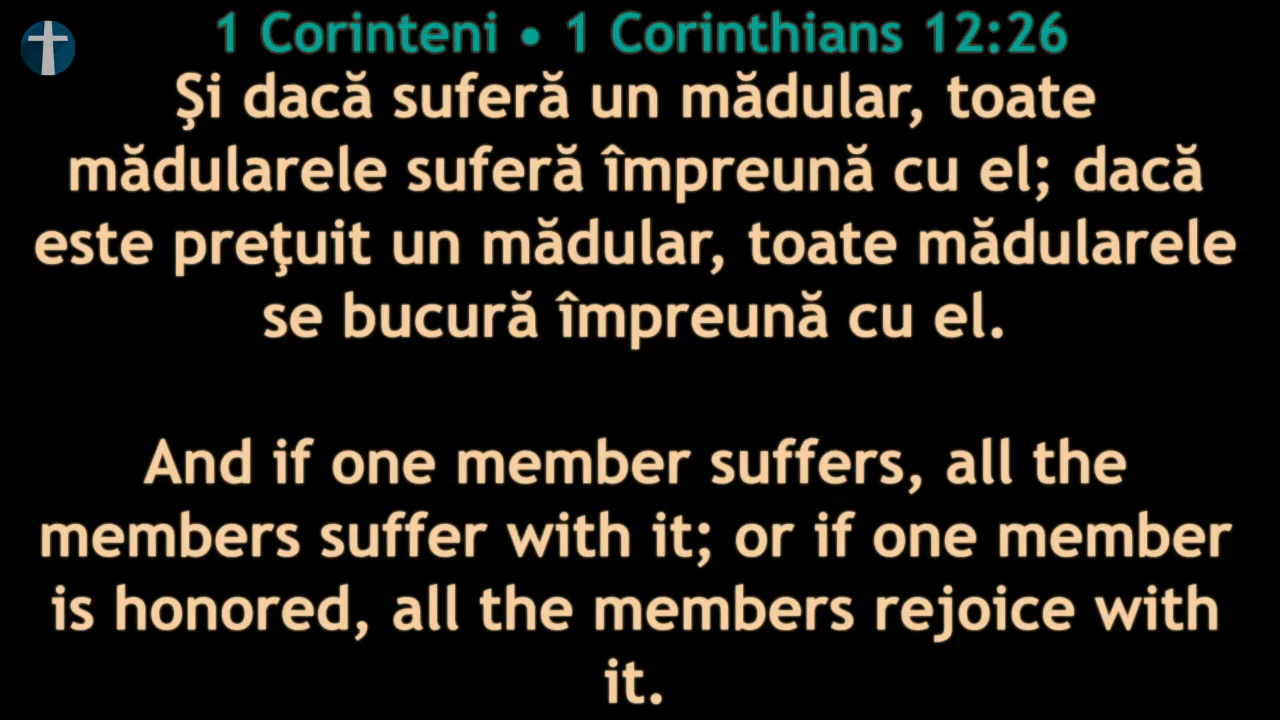 1 Corinteni • 1 Corinthians 12:26
Şi dacă suferă un mădular, toate
mădularele suferă împreună cu el; dacă
este preţuit un mădular, toate mădularele
se bucură împreună cu el.
And if one member suffers, all the
members suffer with it; or if one member
is honored, all the members rejoice with
it.